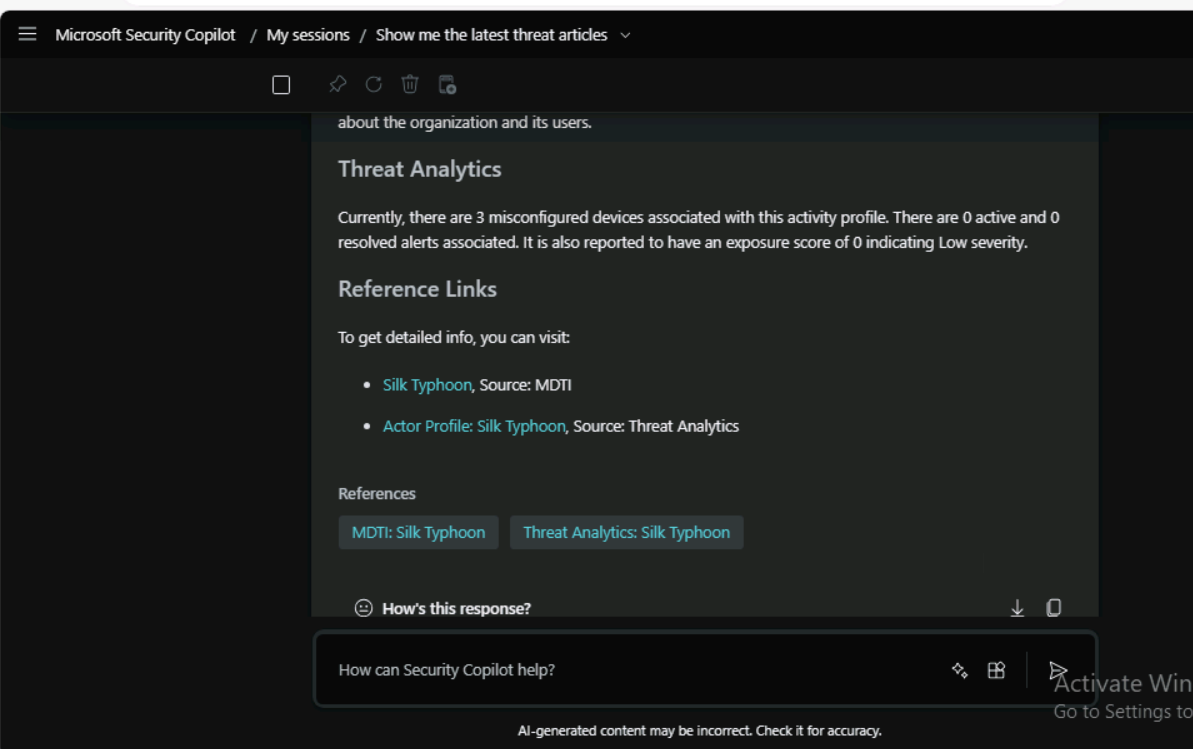 Microsoft Security Copilot / My sessions / Show me the latest threat articles
about the organization and its users.
Threat Analytics
Currently, there are 3 misconfigured devices associated with this activity profile. There are 0 active and 0
resolved alerts associated. It is also reported to have an exposure score of 0 indicating Low severity.
Reference Links
To get detailed info, you can visit:
• Silk Typhoon, Source: MDTI
• Actor Profile: Silk Typhoon, Source: Threat Analytics
References
MDTI: Silk Typhoon Threat Analytics: Silk Typhoon
How's this response?
How can Security Copilot help?
Activate Win
Go to Settings to
AI-generated content may be incorrect. Check it for accuracy.